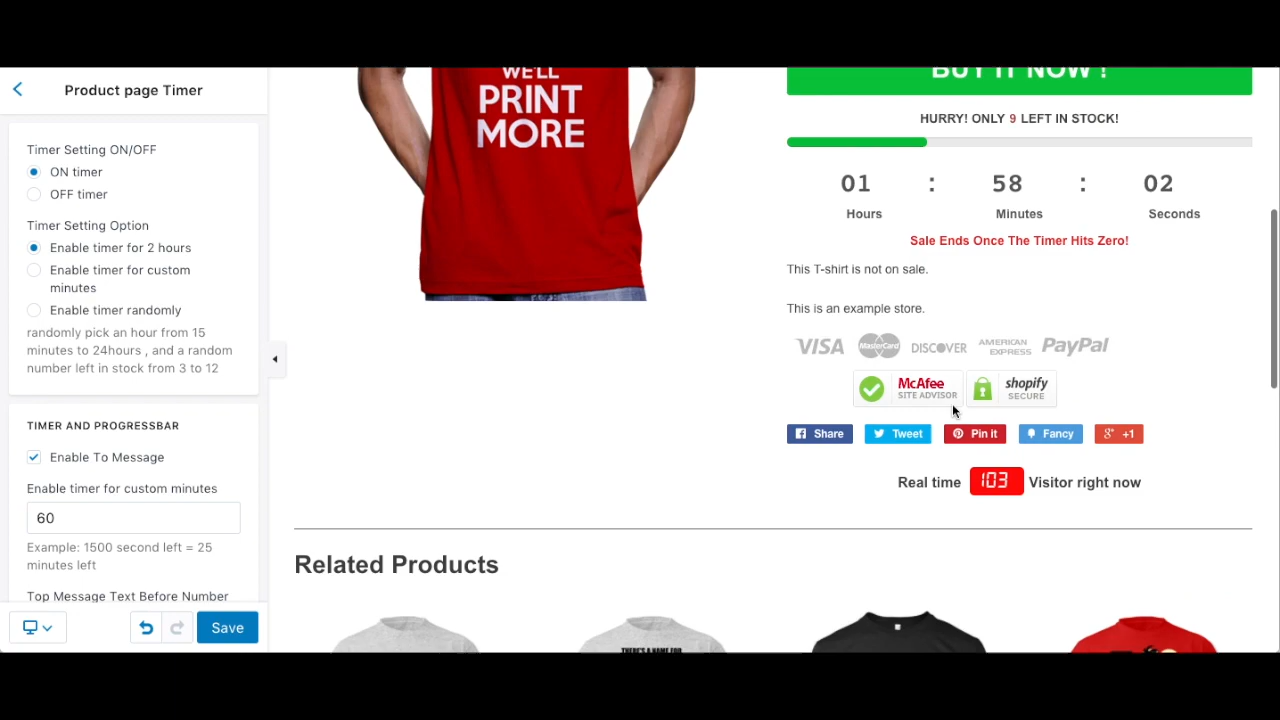 Product page Timer
Timer Setting ON/OFF
ON timer
OFF timer
Timer Setting Option
Enable timer for 2 hours
Enable timer for custom
minutes
Enable timer randomly
randomly pick an hour from 15
minutes to 24hours , and a random
number left in stock from 3 to 12
TIMER AND PROGRESSBAR
Enable To Message
Enable timer for custom minutes
60
Example: 1500 second left = 25
minutes left
Top Message Text Before Number
Save
WE'LL
PRINT
MORE
BUY IT NOW !
HURRY! ONLY 9 LEFT IN STOCK!
01 : 58 : 02
Hours Minutes Seconds
Sale Ends Once The Timer Hits Zero!
This T-shirt is not on sale.
This is an example store.
VISA MasterCard DISCOVER AMERICAN EXPRESS PayPal
McAfee SITE ADVISOR shopify SECURE
Share Tweet Pin it Fancy +1
Real time 103 Visitor right now
Related Products
THERE'S A NAME FOR